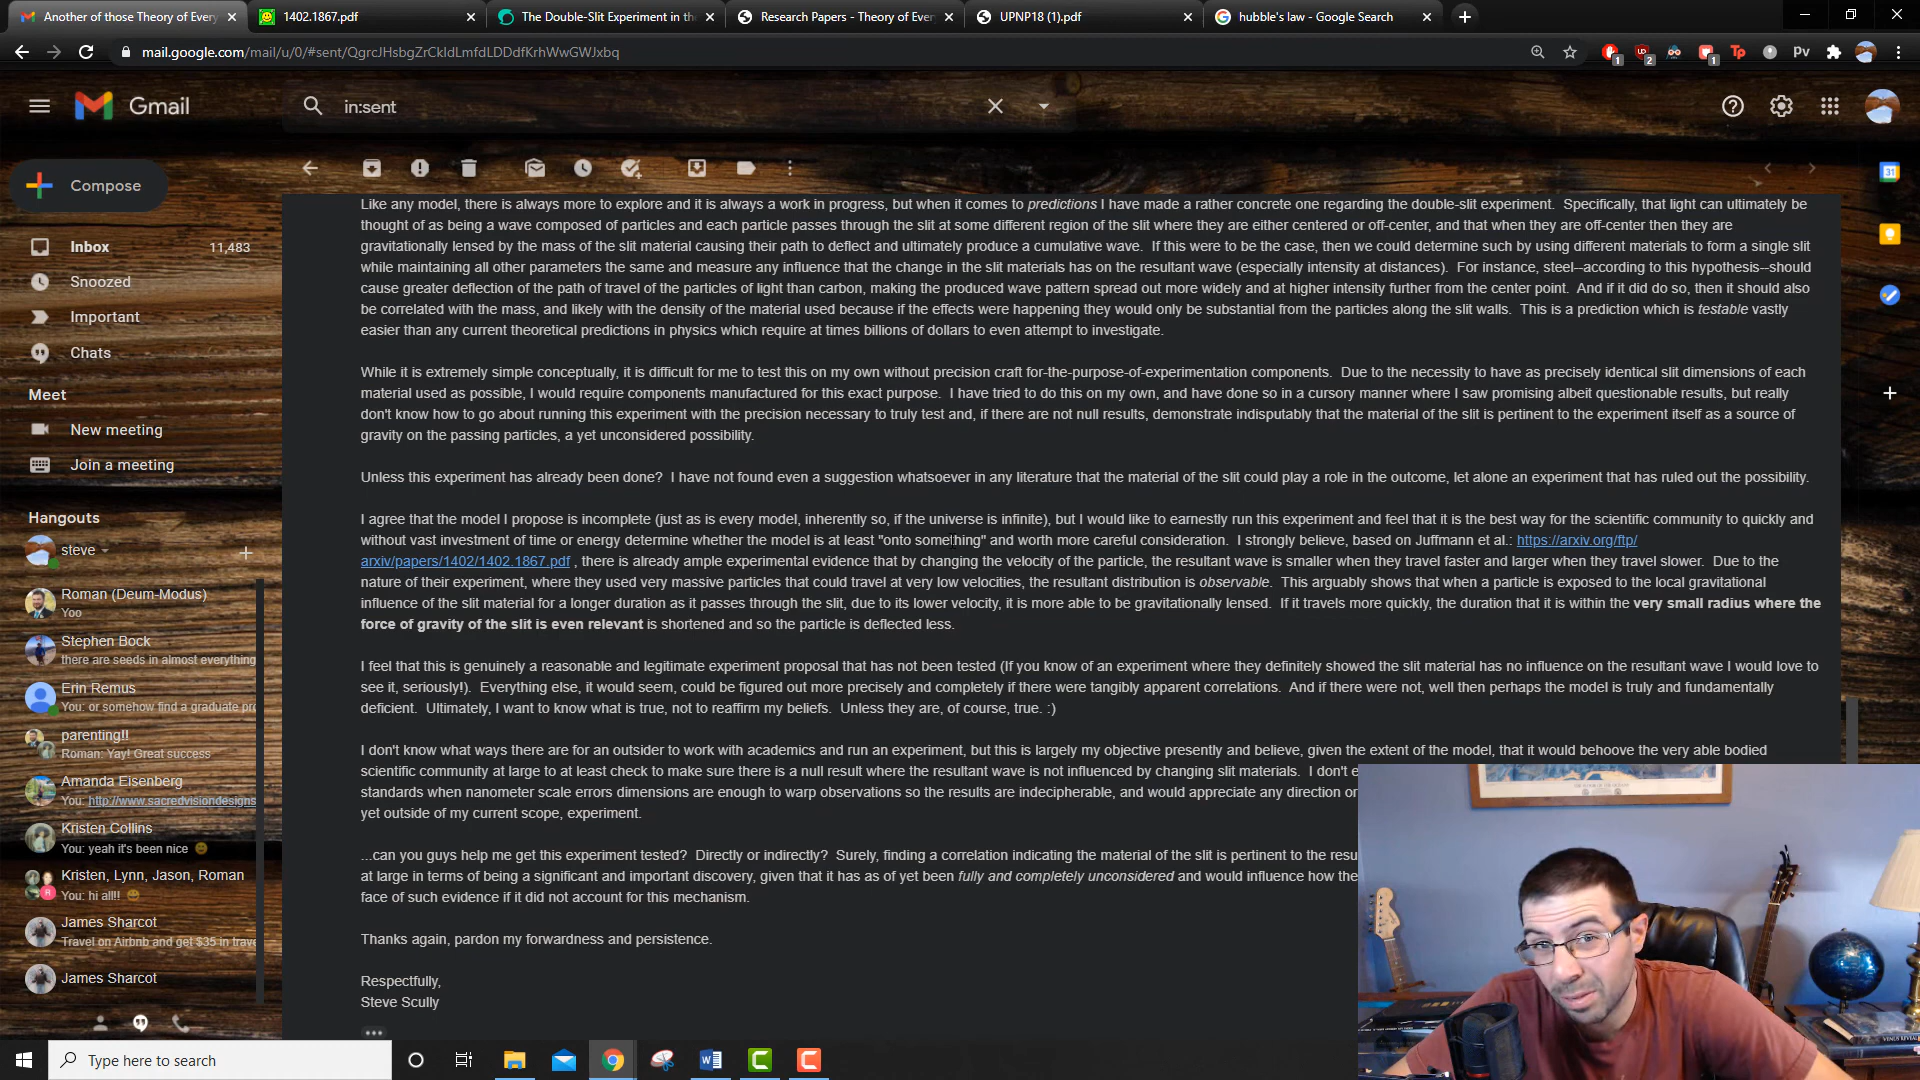 Another of those Theory of Every
1402.1867.pdf
The Double-Slit Experiment in th
Research Papers - Theory of Every
UPNP18 (1).pdf
hubble's law - Google Search
mail.google.com/mail/u/0/#sent/QgrcJHsbgZrCkIdLmfdLDDdfKrhWwGWJxbq
1
2
1
Tp
Pv
Gmail
in:sent
Compose
Inbox 11,483
Snoozed
Important
Chats
Meet
New meeting
Join a meeting
Hangouts
steve
Roman (Deum-Modus)
Yoo
Stephen Bock
there are seeds in almost everything
Erin Remus
You: or somehow find a graduate pro
parenting!!
Roman: Yay! Great success
Amanda Eisenberg
You: http://www.sacredvisiondesigns
Kristen Collins
You: yeah it's been nice
Kristen, Lynn, Jason, Roman
You: hi all!!
James Sharcot
Travel on Airbnb and get $35 in trave
James Sharcot
Like any model, there is always more to explore and it is always a work in progress, but when it comes to predictions I have made a rather concrete one regarding the double-slit experiment. Specifically, that light can ultimately be
thought of as being a wave composed of particles and each particle passes through the slit at some different region of the slit where they are either centered or off-center, and that when they are off-center then they are
gravitationally lensed by the mass of the slit material causing their path to deflect and ultimately produce a cumulative wave. If this were to be the case, then we could determine such by using different materials to form a single slit
while maintaining all other parameters the same and measure any influence that the change in the slit materials has on the resultant wave (especially intensity at distances). For instance, steel--according to this hypothesis--should
cause greater deflection of the path of travel of the particles of light than carbon, making the produced wave pattern spread out more widely and at higher intensity further from the center point. And if it did do so, then it should also
be correlated with the mass, and likely with the density of the material used because if the effects were happening they would only be substantial from the particles along the slit walls. This is a prediction which is testable vastly
easier than any current theoretical predictions in physics which require at times billions of dollars to even attempt to investigate.
While it is extremely simple conceptually, it is difficult for me to test this on my own without precision craft for-the-purpose-of-experimentation components. Due to the necessity to have as precisely identical slit dimensions of each
material used as possible, I would require components manufactured for this exact purpose. I have tried to do this on my own, and have done so in a cursory manner where I saw promising albeit questionable results, but really
don't know how to go about running this experiment with the precision necessary to truly test and, if there are not null results, demonstrate indisputably that the material of the slit is pertinent to the experiment itself as a source of
gravity on the passing particles, a yet unconsidered possibility.
Unless this experiment has already been done? I have not found even a suggestion whatsoever in any literature that the material of the slit could play a role in the outcome, let alone an experiment that has ruled out the possibility.
I agree that the model I propose is incomplete (just as is every model, inherently so, if the universe is infinite), but I would like to earnestly run this experiment and feel that it is the best way for the scientific community to quickly and
without vast investment of time or energy determine whether the model is at least "onto something" and worth more careful consideration. I strongly believe, based on Juffmann et al.: https://arxiv.org/ftp/
arxiv/papers/1402/1402.1867.pdf , there is already ample experimental evidence that by changing the velocity of the particle, the resultant wave is smaller when they travel faster and larger when they travel slower. Due to the
nature of their experiment, where they used very massive particles that could travel at very low velocities, the resultant distribution is observable. This arguably shows that when a particle is exposed to the local gravitational
influence of the slit material for a longer duration as it passes through the slit, due to its lower velocity, it is more able to be gravitationally lensed. If it travels more quickly, the duration that it is within the very small radius where the
force of gravity of the slit is even relevant is shortened and so the particle is deflected less.
I feel that this is genuinely a reasonable and legitimate experiment proposal that has not been tested (If you know of an experiment where they definitely showed the slit material has no influence on the resultant wave I would love to
see it, seriously!). Everything else, it would seem, could be figured out more precisely and completely if there were tangibly apparent correlations. And if there were not, well then perhaps the model is truly and fundamentally
deficient. Ultimately, I want to know what is true, not to reaffirm my beliefs. Unless they are, of course, true. :)
I don't know what ways there are for an outsider to work with academics and run an experiment, but this is largely my objective presently and believe, given the extent of the model, that it would behoove the very able bodied
scientific community at large to at least check to make sure there is a null result where the resultant wave is not influenced by changing slit materials. I don't e
standards when nanometer scale errors dimensions are enough to warp observations so the results are indecipherable, and would appreciate any direction or
yet outside of my current scope, experiment.
...can you guys help me get this experiment tested? Directly or indirectly? Surely, finding a correlation indicating the material of the slit is pertinent to the resu
at large in terms of being a significant and important discovery, given that it has as of yet been fully and completely unconsidered and would influence how the
face of such evidence if it did not account for this mechanism.
Thanks again, pardon my forwardness and persistence.
Respectfully,
Steve Scully
Type here to search